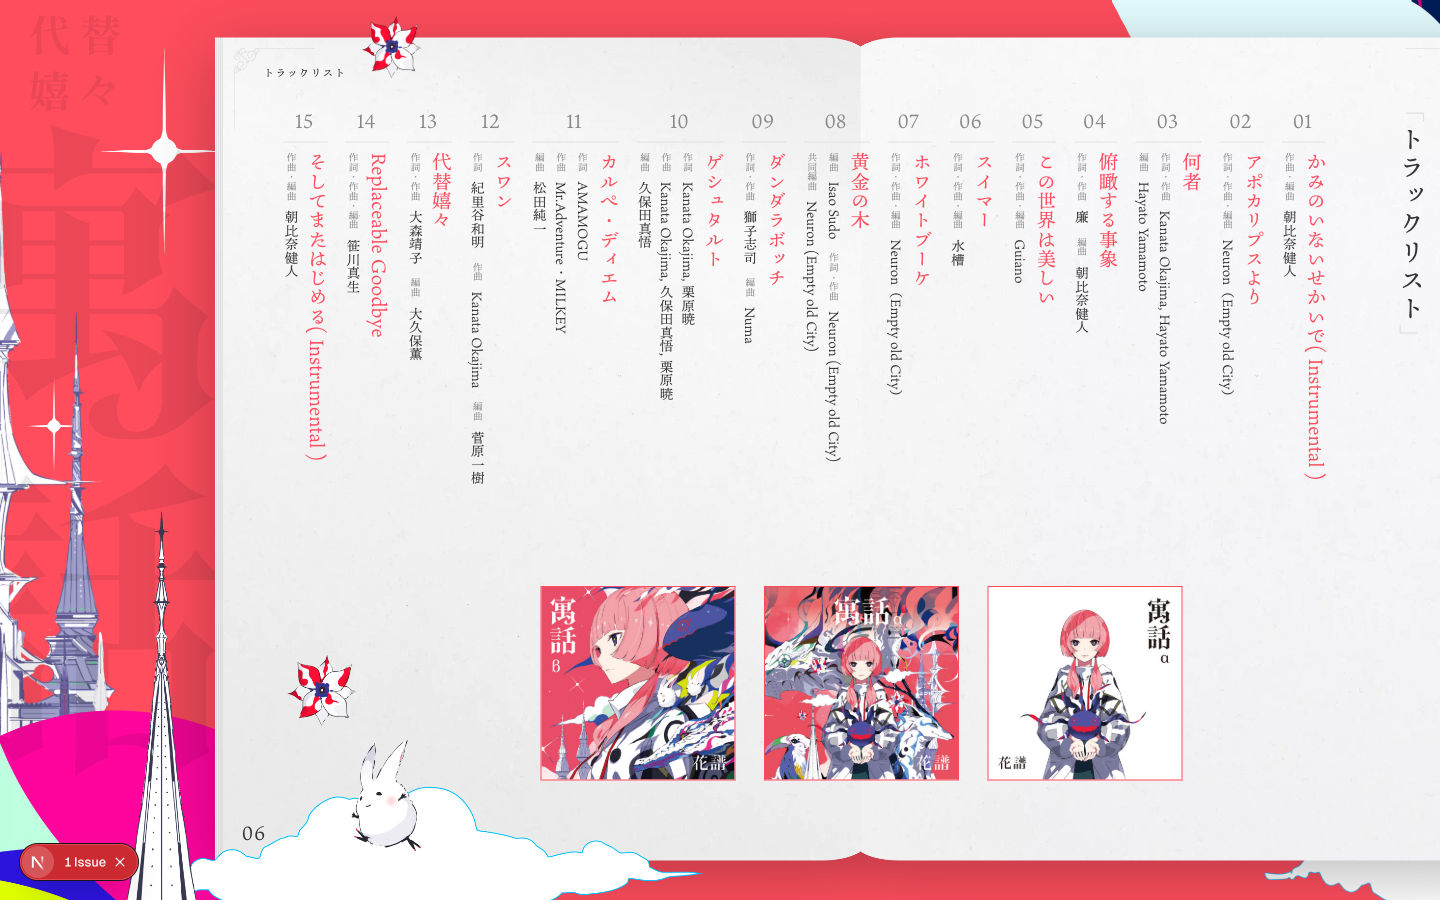 代替
嬉々
寓話
トラックリスト
トラックリスト
01
かみのいないせかいで( Instrumental )
作曲・編曲 朝比奈健人
02
アポカリプスより
作詞・作曲・編曲 Neuron（Empty old City）
03
何者
作詞・作曲 Kanata Okajima, Hayato Yamamoto
編曲 Hayato Yamamoto
04
俯瞰する事象
作詞・作曲 廉 編曲 朝比奈健人
05
この世界は美しい
作詞・作曲・編曲 Guiano
06
スイマー
作詞・作曲・編曲 水槽
07
ホワイトブーケ
作詞・作曲・編曲 Neuron（Empty old City）
08
黄金の木
編曲 Isao Sudo 作詞・作曲 Neuron（Empty old City）
共同編曲 Neuron（Empty old City）
09
ダンダラボッチ
作詞・作曲 獅子志司 編曲 Numa
10
ゲシュタルト
作詞 Kanata Okajima, 栗原暁
作曲 Kanata Okajima, 久保田真悟, 栗原暁
編曲 久保田真悟
11
カルペ・ディエム
作詞 AMAMOGU
作曲 Mr.Adventure・MILKEY
編曲 松田純一
12
スワン
作詞 紀里谷和明 作曲 Kanata Okajima 編曲 菅原一樹
13
代替嬉々
作詞・作曲 大森靖子 編曲 大久保薫
14
Replaceable Goodbye
作詞・作曲・編曲 笹川真生
15
そしてまたはじめる( Instrumental )
作曲・編曲 朝比奈健人
寓話
α
花譜
寓話α
花譜
寓話
β
花譜
06
N 1 Issue ×